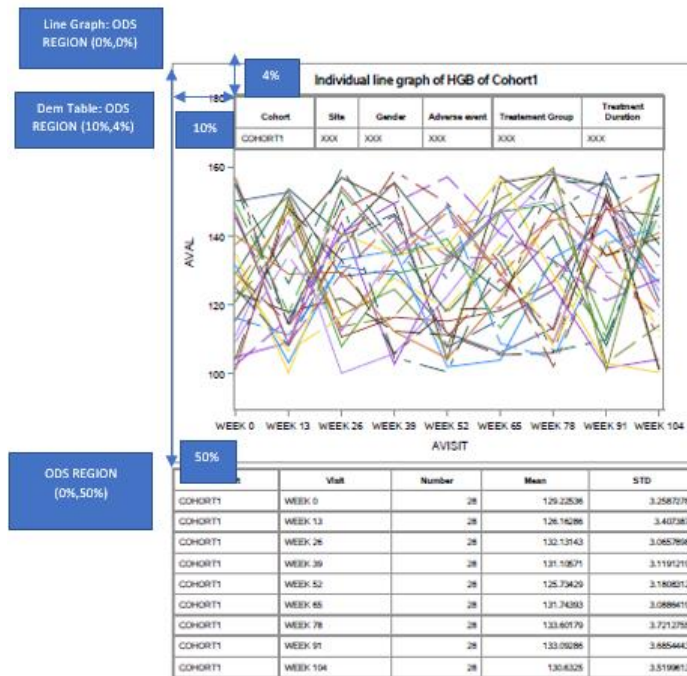 Line Graph: ODS
REGION (0%,0%)
4%
Individual line graph of HGB of Cohort1
Dem Table: ODS
REGION (10%,4%)
10%
Cohort Site Gender Adverse event Treatement Group Treatment
Duration
COHORT1 XXX XXX XXX XXX XXX
180
160
140
120
100
AVAL
WEEK 0 WEEK 13 WEEK 26 WEEK 39 WEEK 52 WEEK 65 WEEK 78 WEEK 91 WEEK 104
AVISIT
ODS REGION
(0%,50%)
50%
Visit Number Mean STD
COHORT1 WEEK 0 28 129.22536
COHORT1 WEEK 13 28 126.16286
COHORT1 WEEK 26 28 132.13143
COHORT1 WEEK 39 28 131.10571
COHORT1 WEEK 52 28 125.73429
COHORT1 WEEK 65 28 131.74393
COHORT1 WEEK 78 28 133.60179
COHORT1 WEEK 91 28 133.09286
COHORT1 WEEK 104 28 130.6325